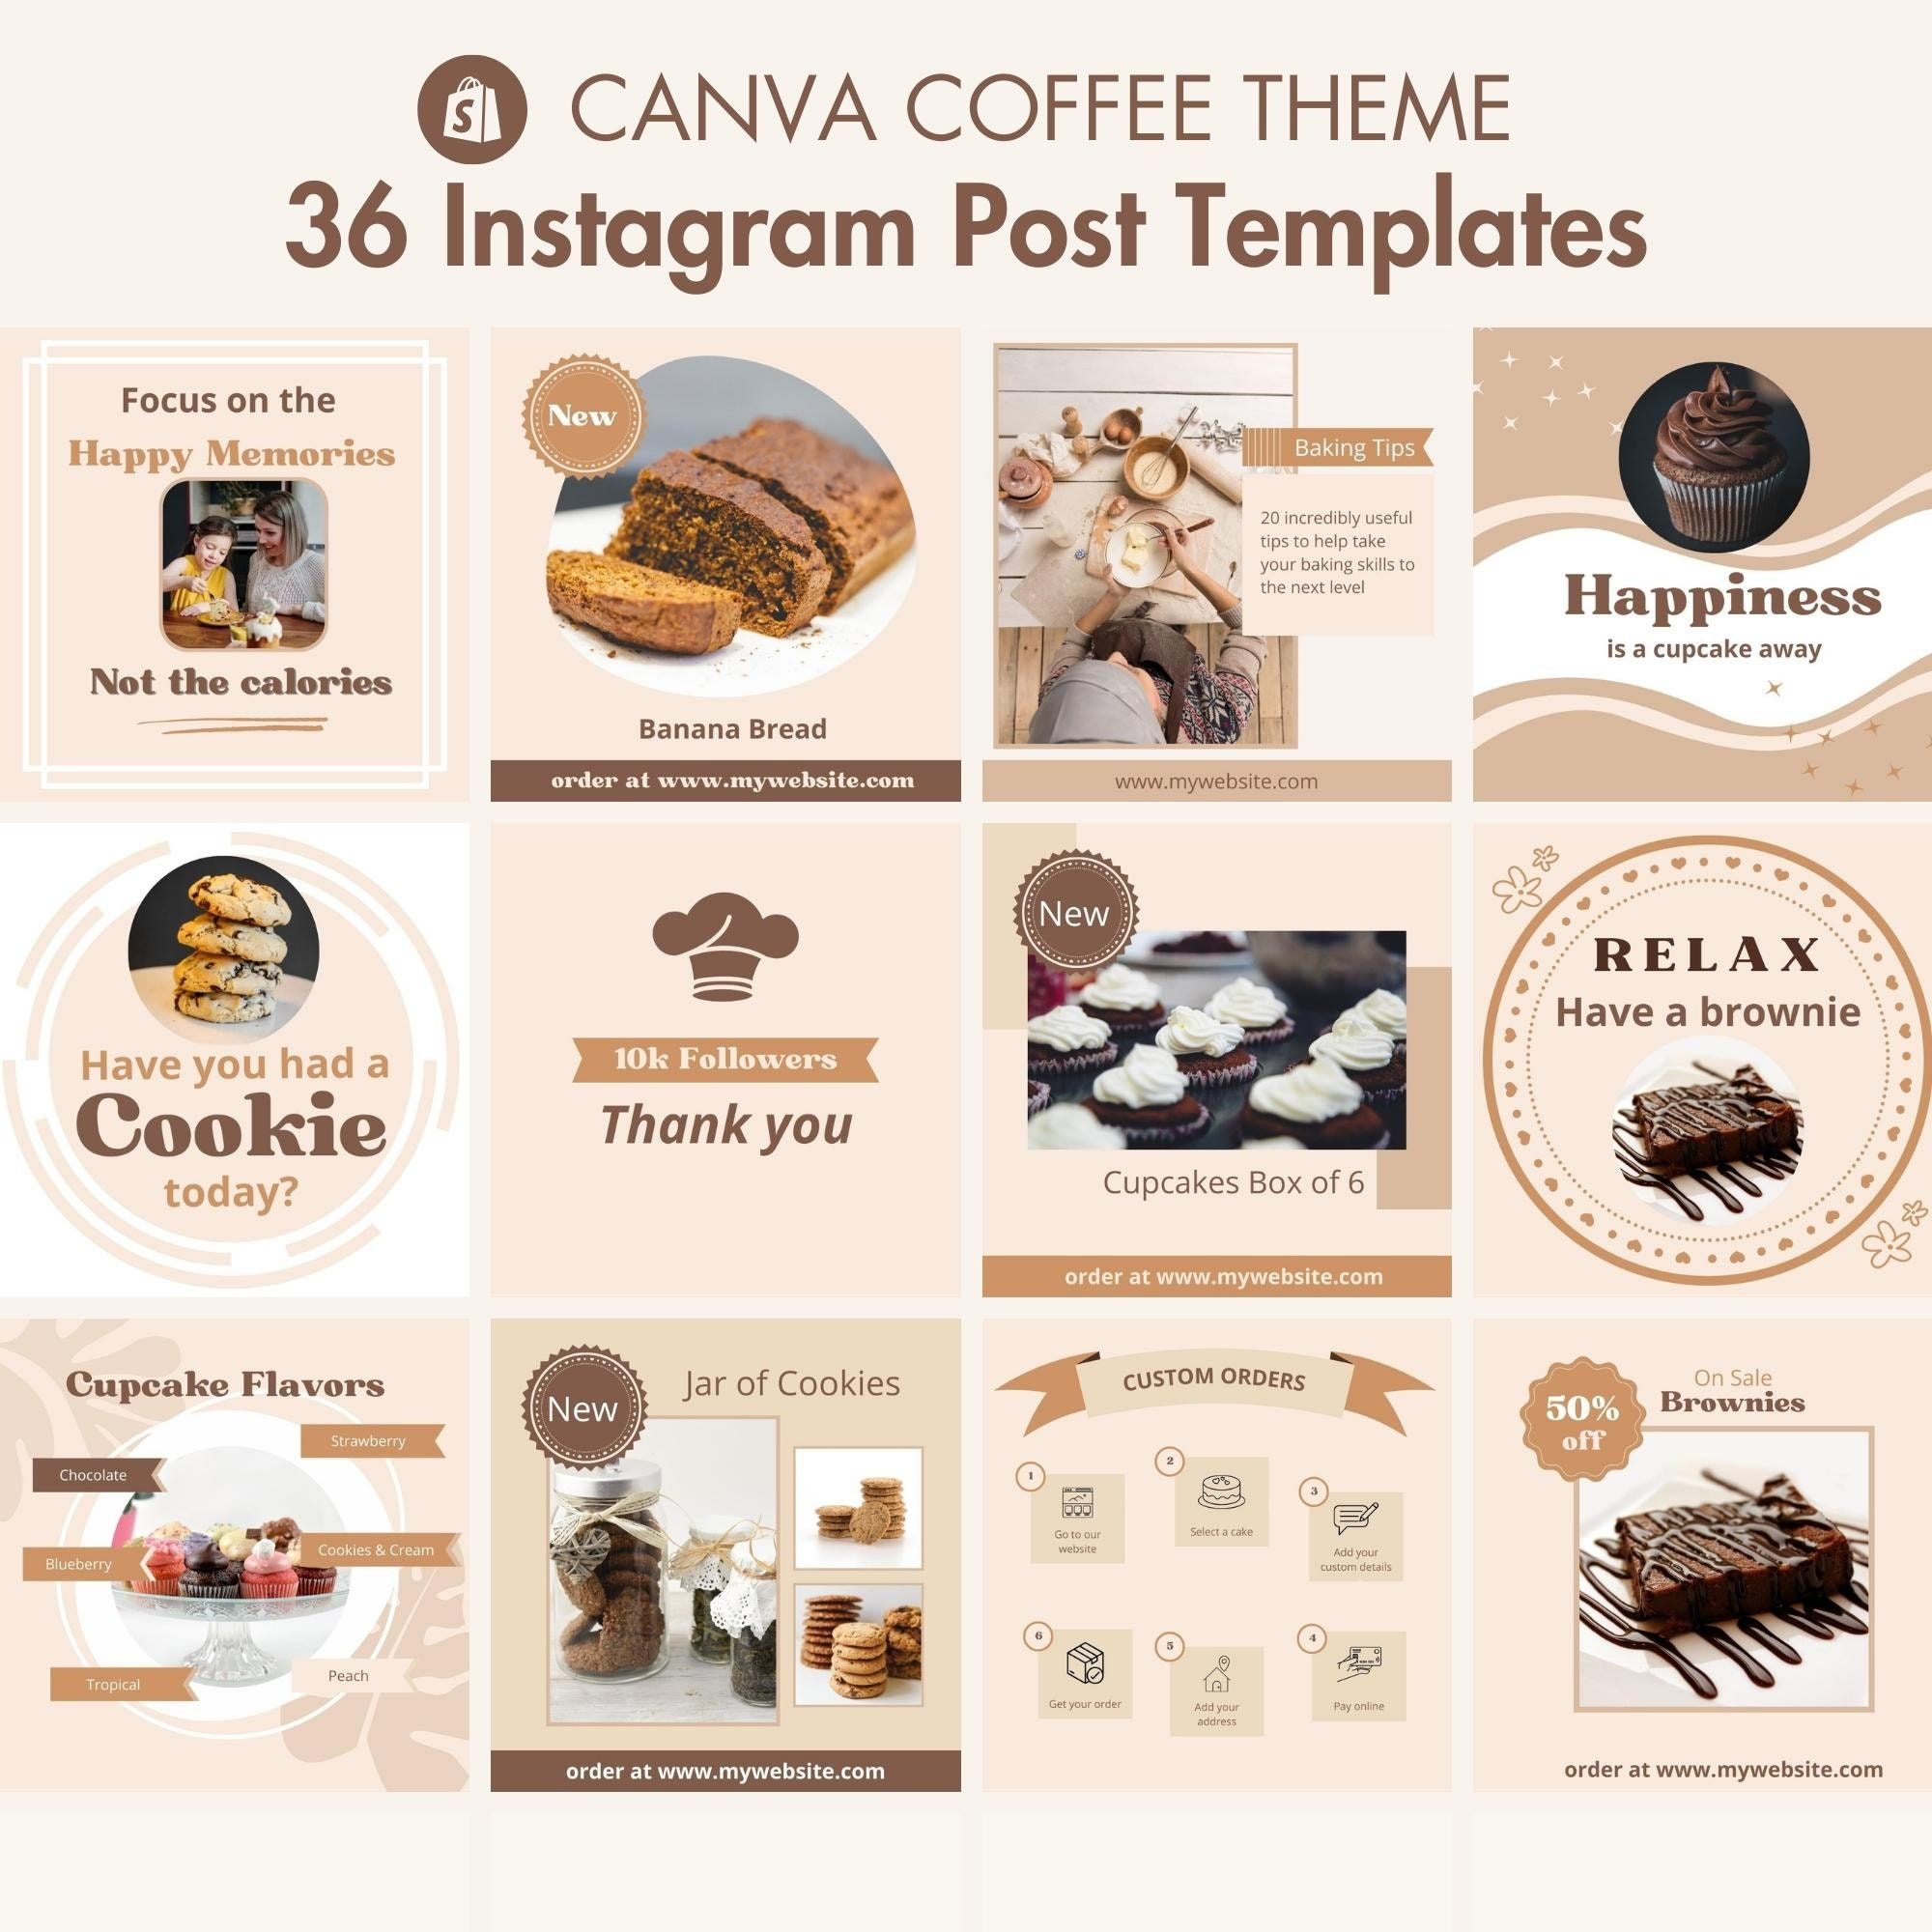 CANVA COFFEE THEME
36 Instagram Post Templates
Focus on the
Happy Memories
Not the calories
New
Banana Bread
order at www.mywebsite.com
Baking Tips
20 incredibly useful
tips to help take
your baking skills to
the next level
www.mywebsite.com
Happiness
is a cupcake away
Have you had a
Cookie
today?
10k Followers
Thank you
New
Cupcakes Box of 6
order at www.mywebsite.com
RELAX
Have a brownie
Cupcake Flavors
Strawberry
Chocolate
Cookies & Cream
Blueberry
Peach
Tropical
New
Jar of Cookies
order at www.mywebsite.com
CUSTOM ORDERS
1
Go to our
website
2
Select a cake
3
Add your
custom details
4
Pay online
5
Add your
address
6
Get your order
50%
off
On Sale
Brownies
order at www.mywebsite.com